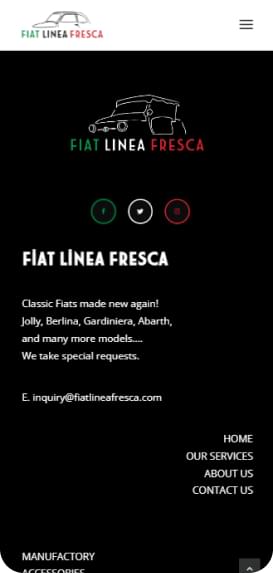 FIAT LINEA FRESCA
FIAT LINEA FRESCA
FIAT LINEA FRESCA
Classic Fiats made new again!
Jolly, Berlina, Gardiniera, Abarth,
and many more models....
We take special requests.
E. inquiry@fiatlineafresca.com
HOME
OUR SERVICES
ABOUT US
CONTACT US
MANUFACTORY
ACCESSORIES